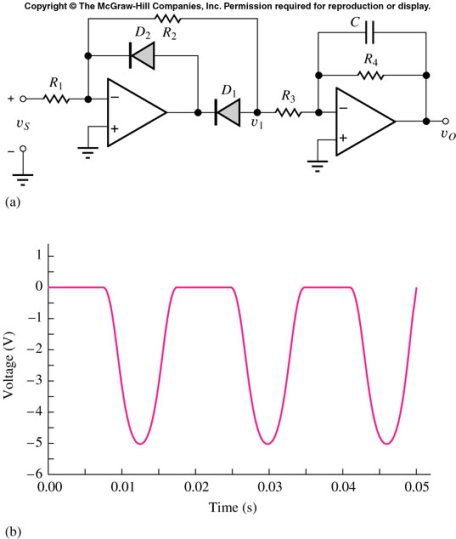 Copyright © The McGraw-Hill Companies, Inc. Permission required for reproduction or display.
C
D2
R2
R4
R1
D1
R3
+
−
+
−
+
vS
v1
vO
−
(a)
1
0
−1
−2
−3
−4
−5
−6
Voltage (V)
0.00 0.01 0.02 0.03 0.04 0.05
Time (s)
(b)